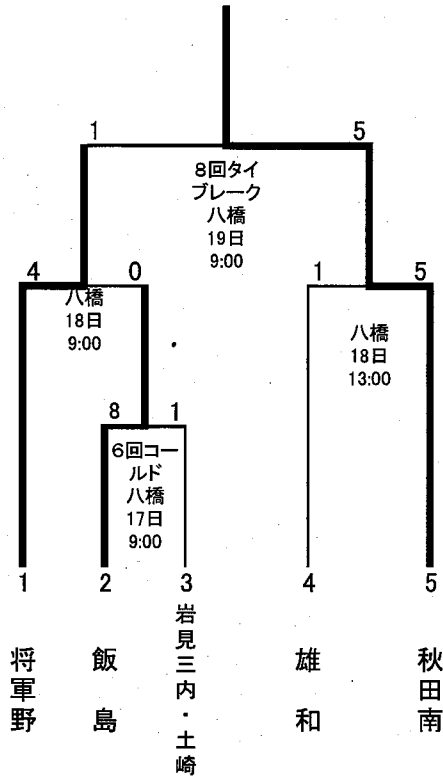 1 5
8回タイ
ブレーク
八橋
19日
9:00
4 0 1 5
八橋
18日
9:00
八橋
18日
13:00
8 1
6回コー
ルド
八橋
17日
9:00
1 2 3 4 5
将軍野
飯島
岩見三内・土崎
雄和
秋田南